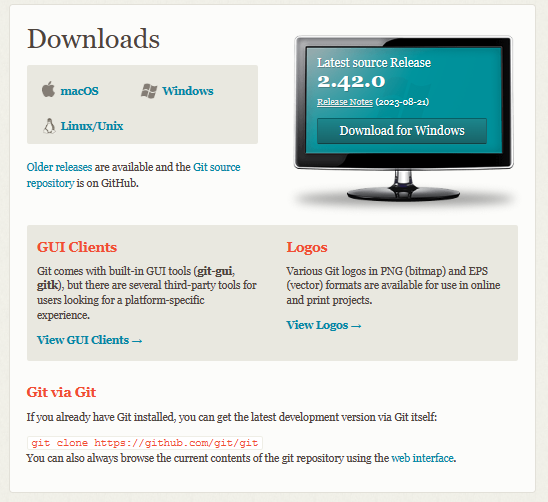 Downloads
macOS
Windows
Linux/Unix
Older releases are available and the Git source
repository is on GitHub.
Latest source Release
2.42.0
Release Notes (2023-08-21)
Download for Windows
GUI Clients
Git comes with built-in GUI tools (git-gui,
gitk), but there are several third-party tools for
users looking for a platform-specific
experience.
View GUI Clients →
Logos
Various Git logos in PNG (bitmap) and EPS
(vector) formats are available for use in online
and print projects.
View Logos →
Git via Git
If you already have Git installed, you can get the latest development version via Git itself:
git clone https://github.com/git/git
You can also always browse the current contents of the git repository using the web interface.